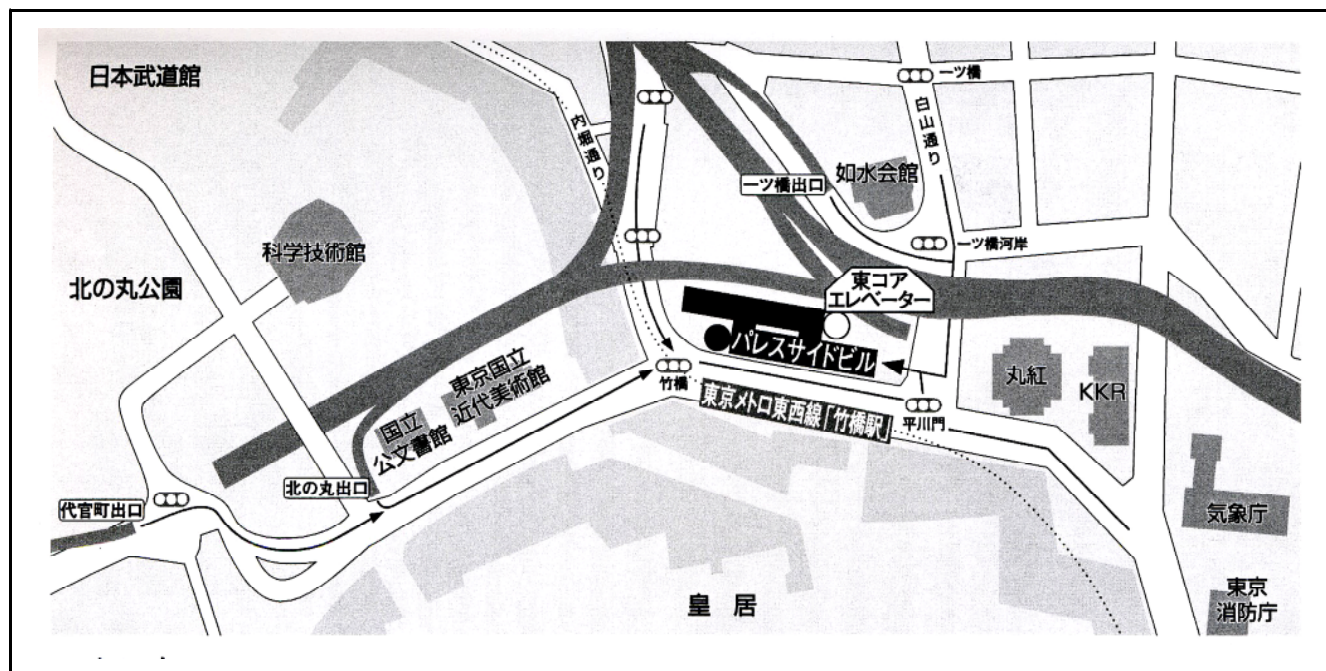 日本武道館
内堀通り
一ツ橋
白山通り
如水会館
一ツ橋出口
一ツ橋河岸
科学技術館
北の丸公園
東コア
エレベーター
パレスサイドビル
竹橋
東京国立
近代美術館
国立
公文書館
東京メトロ東西線「竹橋駅」
平川門
丸紅
KKR
北の丸出口
代官町出口
気象庁
皇居
東京
消防庁